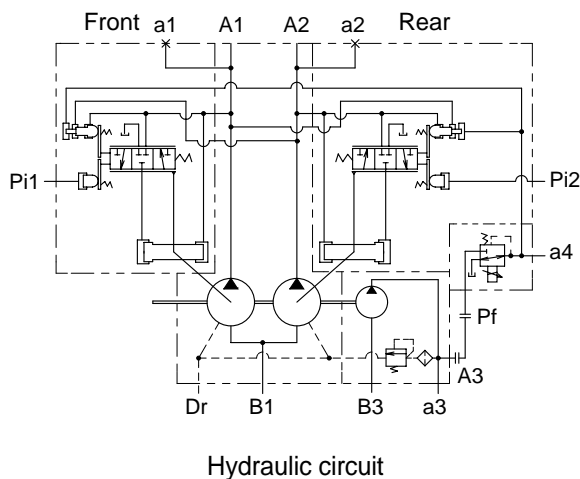 Front a1 A1 A2 a2 Rear
Pi1 Pi2
a4
Pf
A3
Dr B1 B3 a3
Hydraulic circuit